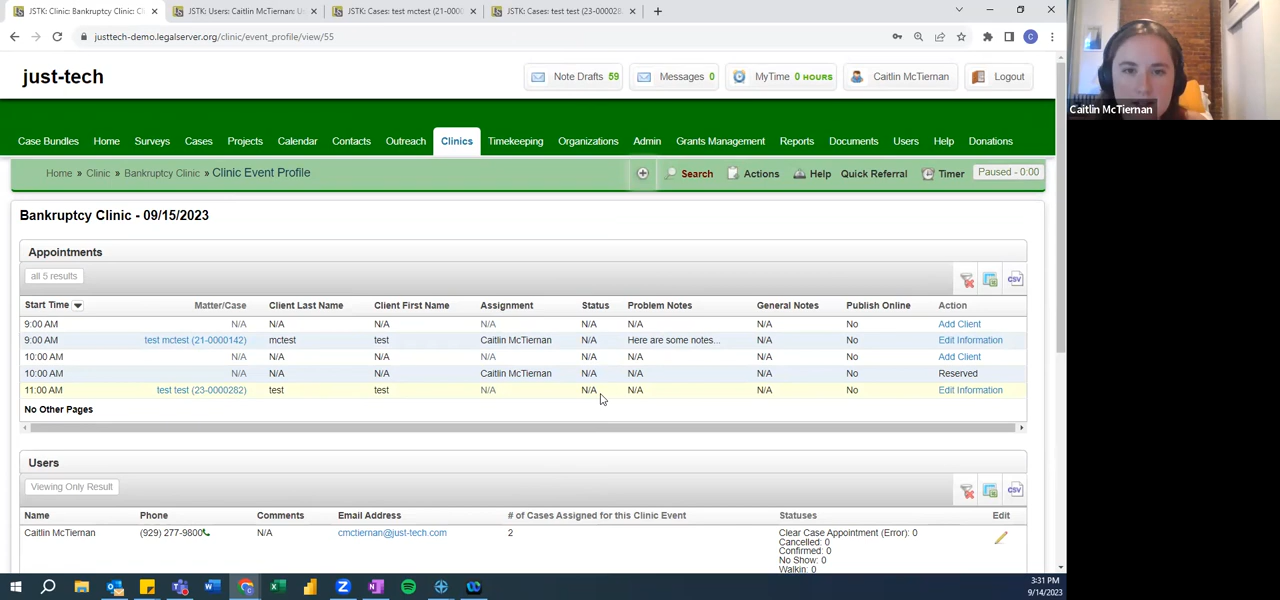 JSTK: Clinic: Bankruptcy Clinic: Cl
JSTK: Users: Caitlin McTiernan: U
JSTK: Cases: test mctest (21-0000
JSTK: Cases: test test (23-000028
justtech-demo.legalserver.org/clinic/event_profile/view/55
C
Caitlin McTiernan
just-tech
Note Drafts 59
Messages 0
MyTime 0 HOURS
Caitlin McTiernan
Logout
Case Bundles Home Surveys Cases Projects Calendar Contacts Outreach Clinics Timekeeping Organizations Admin Grants Management Reports Documents Users Help Donations
Home » Clinic » Bankruptcy Clinic » Clinic Event Profile
Search Actions Help Quick Referral Timer Paused - 0:00
Bankruptcy Clinic - 09/15/2023
Appointments
all 5 results
CSV
Start Time Matter/Case Client Last Name Client First Name Assignment Status Problem Notes General Notes Publish Online Action
9:00 AM N/A N/A N/A N/A N/A N/A N/A No Add Client
9:00 AM test mctest (21-0000142) mctest test Caitlin McTiernan N/A Here are some notes... N/A No Edit Information
10:00 AM N/A N/A N/A N/A N/A N/A N/A No Add Client
10:00 AM N/A N/A N/A Caitlin McTiernan N/A N/A N/A No Reserved
11:00 AM test test (23-0000282) test test N/A N/A N/A N/A No Edit Information
No Other Pages
Users
Viewing Only Result
CSV
Name Phone Comments Email Address # of Cases Assigned for this Clinic Event Statuses Edit
Caitlin McTiernan (929) 277-9800 N/A cmctiernan@just-tech.com 2 Clear Case Appointment (Error): 0
Cancelled: 0
Confirmed: 0
No Show: 0
Walkin: 0
3:31 PM
9/14/2023